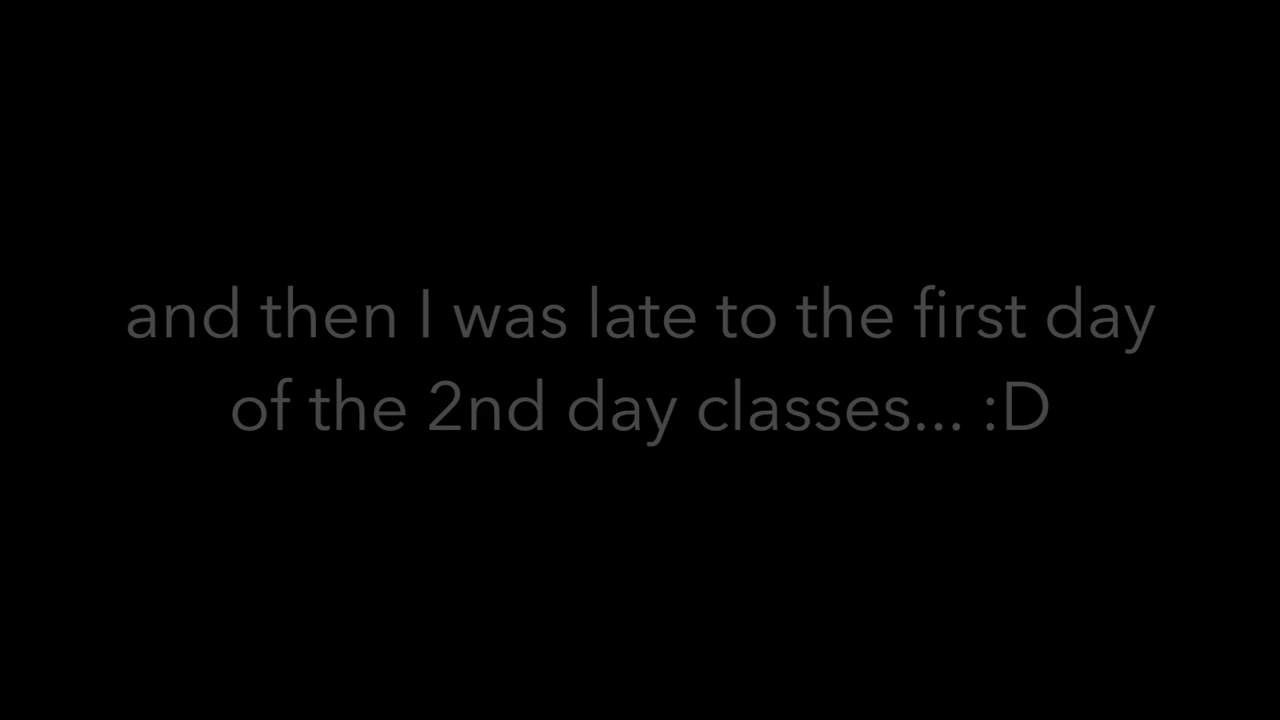 and then I was late to the first day
of the 2nd day classes... :D